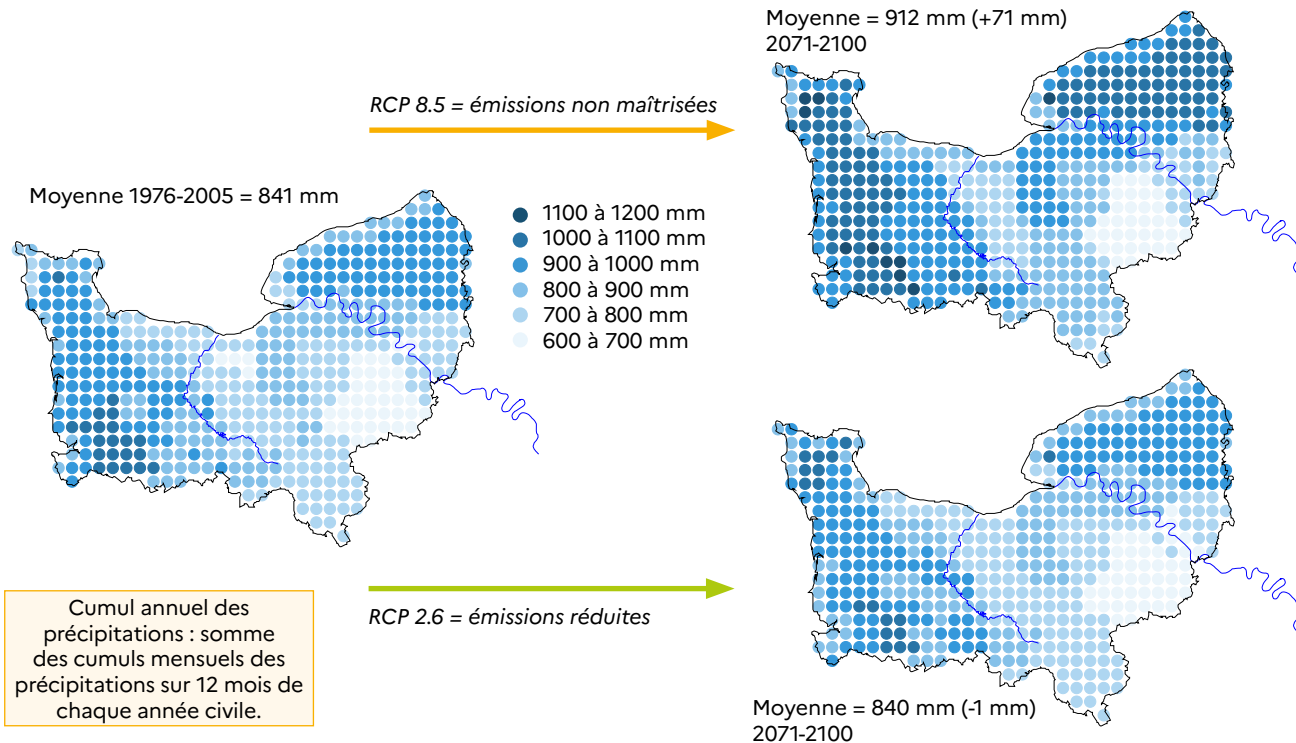 Moyenne = 912 mm (+71 mm)
2071-2100
RCP 8.5 = émissions non maîtrisées
Moyenne 1976-2005 = 841 mm
1100 à 1200 mm
1000 à 1100 mm
900 à 1000 mm
800 à 900 mm
700 à 800 mm
600 à 700 mm
RCP 2.6 = émissions réduites
Cumul annuel des
précipitations : somme
des cumuls mensuels des
précipitations sur 12 mois de
chaque année civile.
Moyenne = 840 mm (-1 mm)
2071-2100